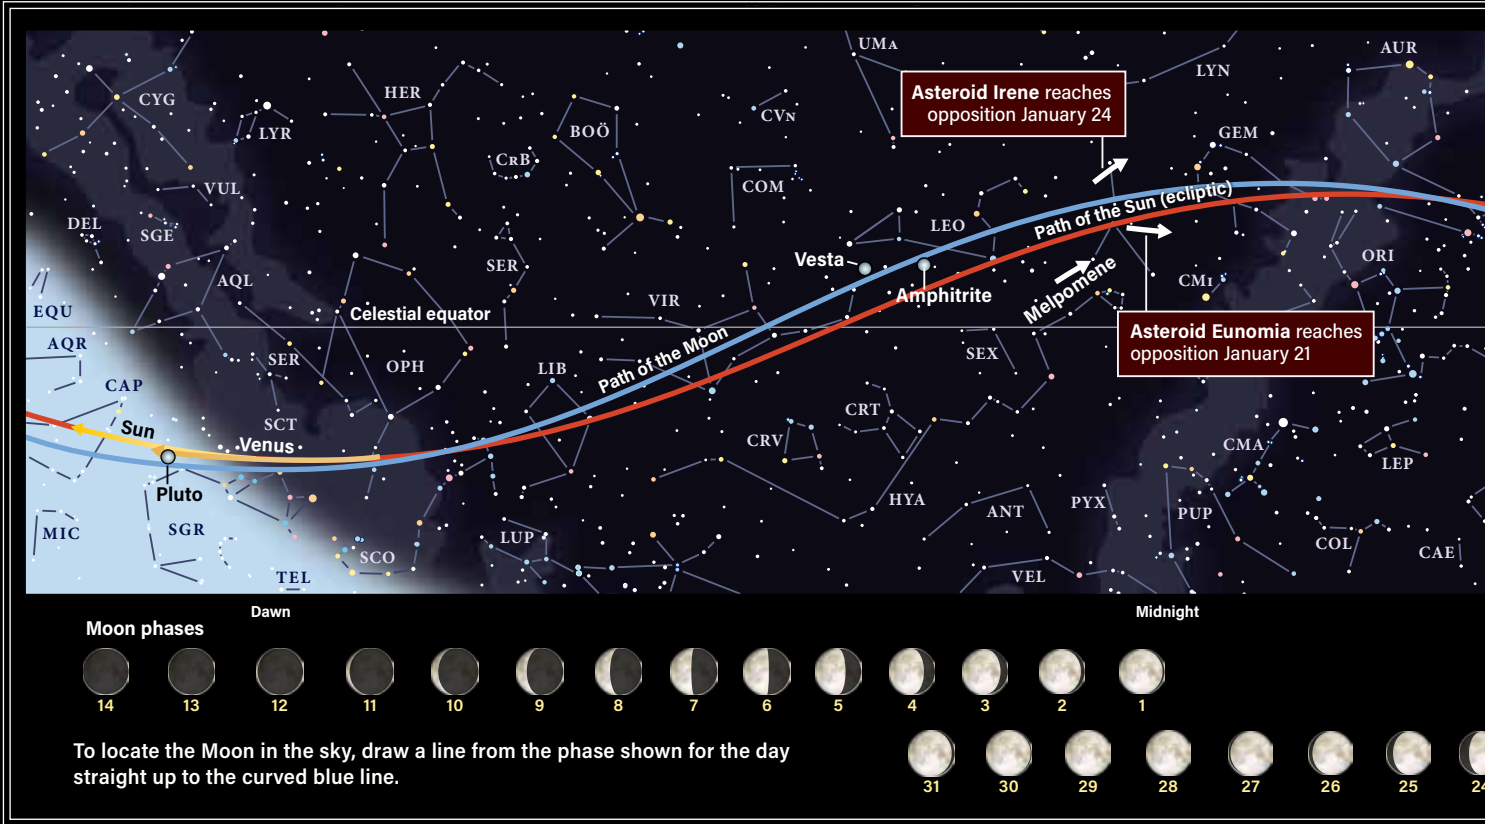 UMA
AUR
LYN
Asteroid Irene reaches
opposition January 24
HER
CYG
CVN
LYR
BOÖ
GEM
CRB
VUL
COM
Path of the Sun (ecliptic)
DEL
SGE
LEO
Vesta
SER
ORI
AQL
CMI
Amphitrite
Melpomene
VIR
EQU
Celestial equator
Asteroid Eunomia reaches
opposition January 21
AQR
SER
OPH
Path of the Moon
SEX
LIB
CAP
SCT
CRT
Sun
Venus
CRV
CMA
LEP
Pluto
HYA
ANT
PYX
PUP
MIC
SGR
LUP
COL
CAE
SCO
TEL
VEL
Dawn
Midnight
Moon phases
14 13 12 11 10 9 8 7 6 5 4 3 2 1
To locate the Moon in the sky, draw a line from the phase shown for the day
straight up to the curved blue line.
31 30 29 28 27 26 25 24